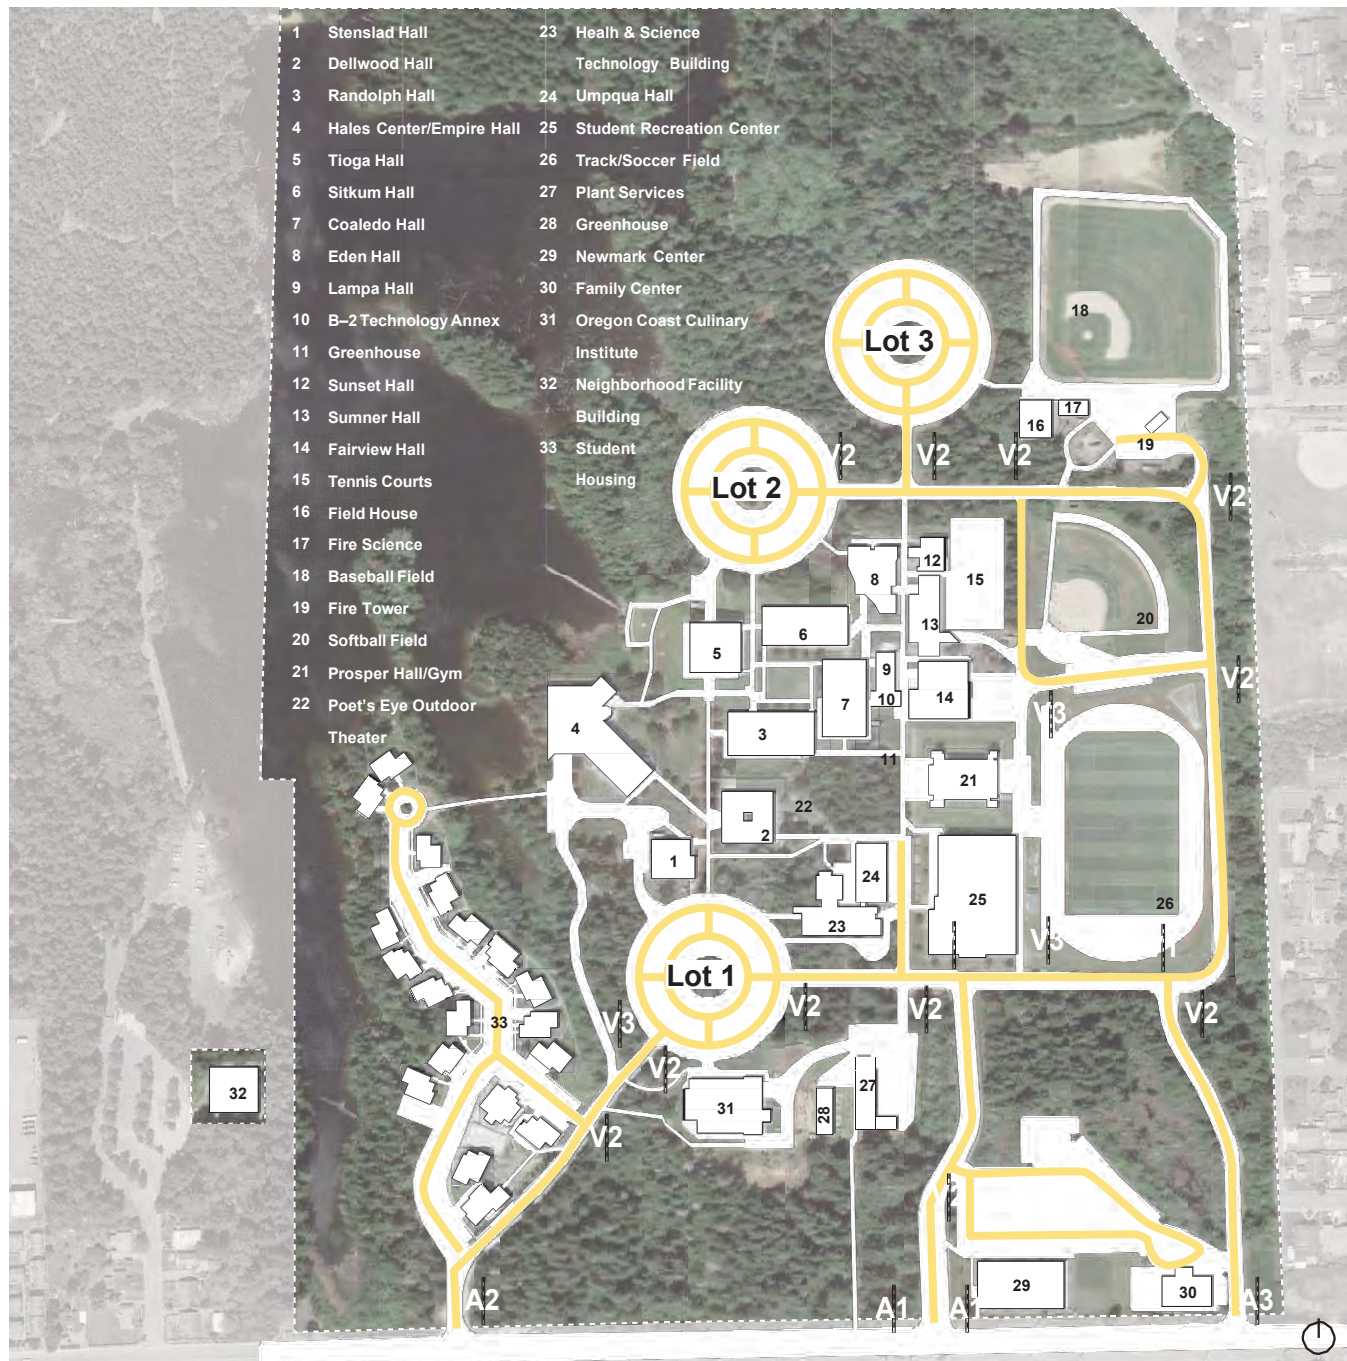 1 Stenslad Hall
2 Dellwood Hall
3 Randolph Hall
4 Hales Center/Empire Hall
5 Tioga Hall
6 Sitkum Hall
7 Coaledo Hall
8 Eden Hall
9 Lampa Hall
10 B–2 Technology Annex
11 Greenhouse
12 Sunset Hall
13 Sumner Hall
14 Fairview Hall
15 Tennis Courts
16 Field House
17 Fire Science
18 Baseball Field
19 Fire Tower
20 Softball Field
21 Prosper Hall/Gym
22 Poet's Eye Outdoor
Theater
23 Healh & Science
Technology Building
24 Umpqua Hall
25 Student Recreation Center
26 Track/Soccer Field
27 Plant Services
28 Greenhouse
29 Newmark Center
30 Family Center
31 Oregon Coast Culinary
Institute
32 Neighborhood Facility
Building
33 Student
Housing
18
Lot 3
17
16
19
V2
V2
V2
Lot 2
V2
12
8
15
13
20
6
5
9
V2
10
7
14
V3
4
3
11
21
22
2
1
24
25
26
23
V3
Lot 1
V2
V2
V2
V3
33
V2
27
32
31
28
V2
29
30
A2
A1
A1
A3